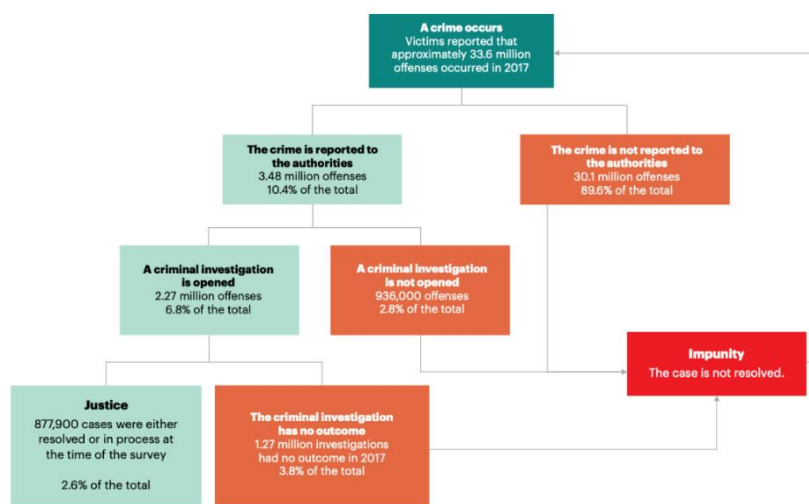 A crime occurs
Victims reported that
approximately 33.6 million
offenses occurred in 2017
The crime is reported to
the authorities
3.48 million offenses
10.4% of the total
The crime is not reported to
the authorities
30.1 million offenses
89.6% of the total
A criminal investigation
is opened
2.27 million offenses
6.8% of the total
A criminal investigation
is not opened
936,000 offenses
2.8% of the total
Impunity
The case is not resolved.
Justice
877,900 cases were either
resolved or in process at
the time of the survey
2.6% of the total
The criminal investigation
has no outcome
1.27 million investigations
had no outcome in 2017
3.8% of the total